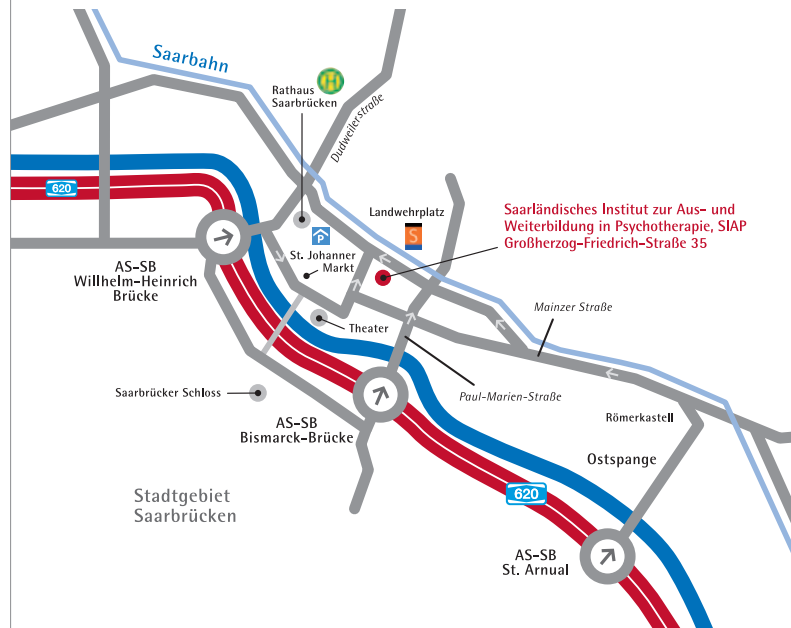 Saarbahn
H
Rathaus
Saarbrücken
Dudweilerstraße
620
Landwehrplatz
S
P
Saarländisches Institut zur Aus- und
Weiterbildung in Psychotherapie, SIAP
Großherzog-Friedrich-Straße 35
St. Johanner
Markt
AS-SB
Willhelm-Heinrich
Brücke
Mainzer Straße
Theater
Saarbrücker Schloss
Paul-Marien-Straße
AS-SB
Bismarck-Brücke
Römerkastell
Ostspange
620
Stadtgebiet
Saarbrücken
AS-SB
St. Arnual